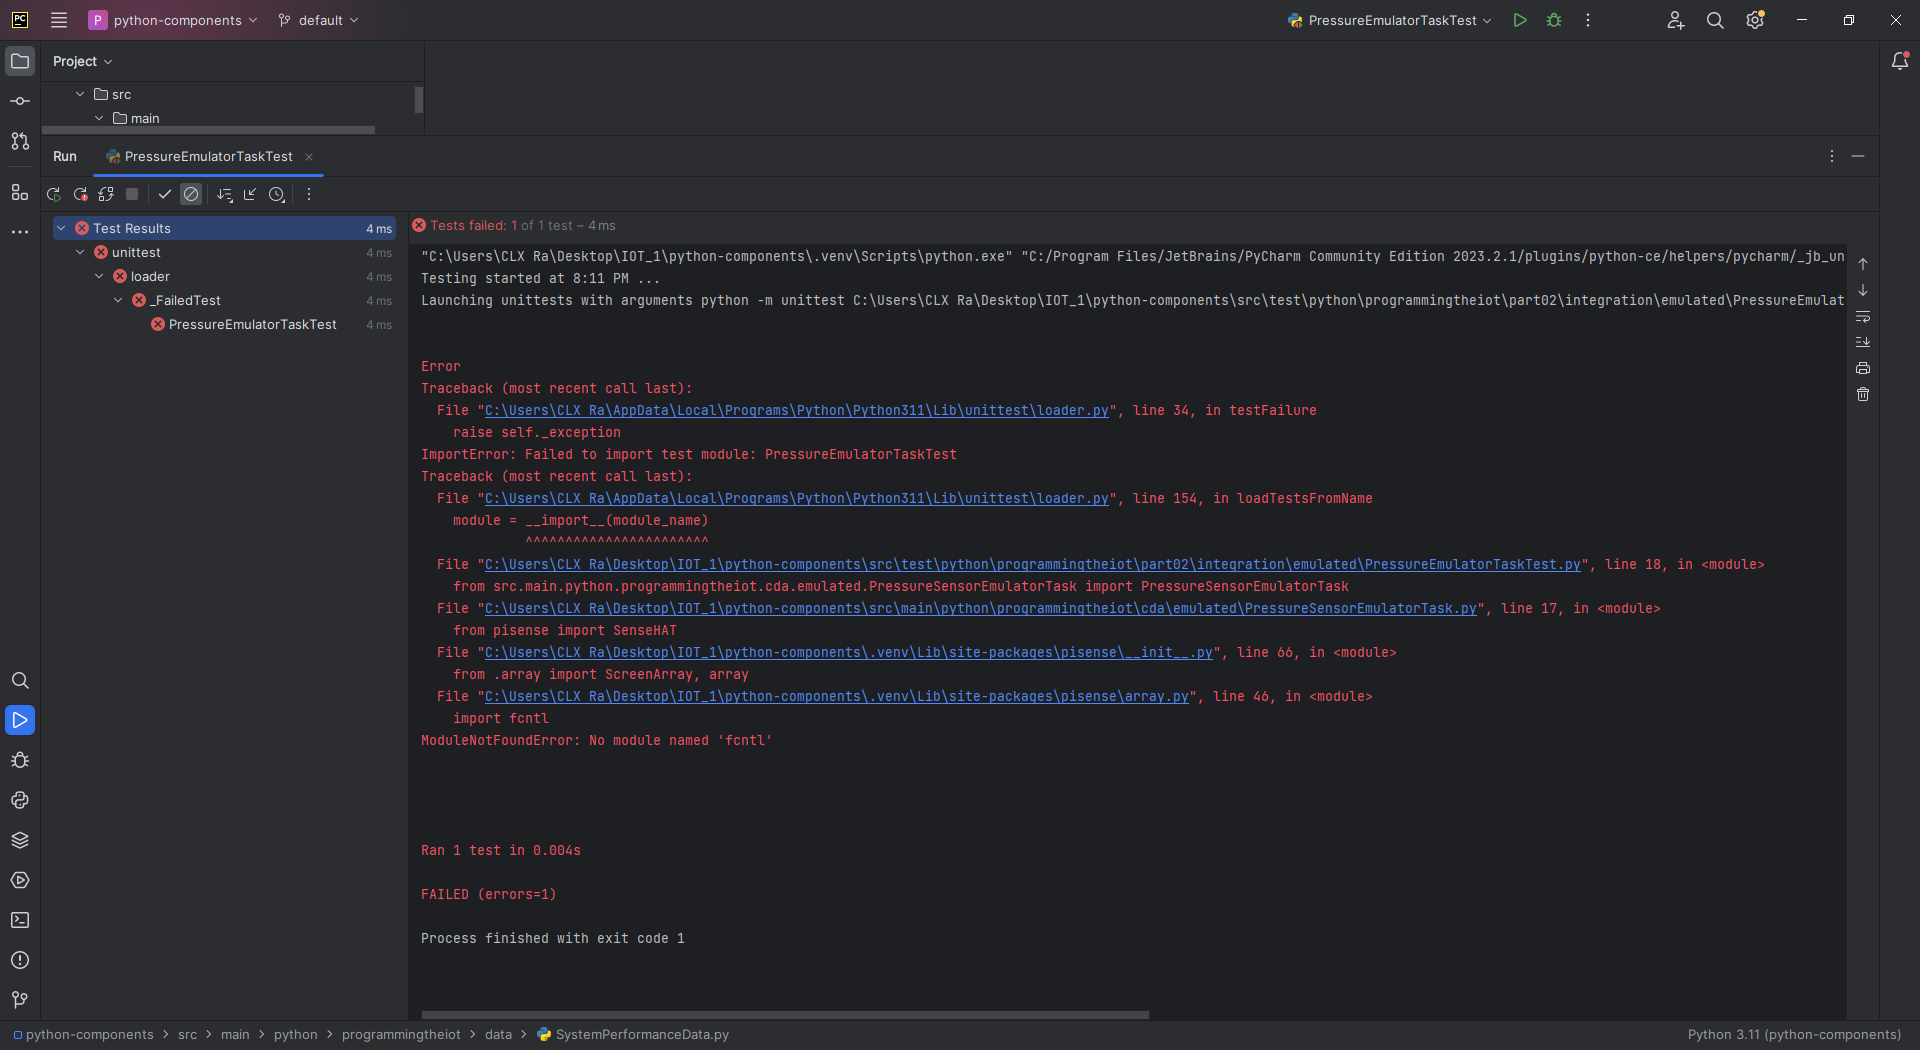 PC
P python-components
default
PressureEmulatorTaskTest
Project
src
main
Run
PressureEmulatorTaskTest
Test Results 4 ms
unittest 4 ms
loader 4 ms
_FailedTest 4 ms
PressureEmulatorTaskTest 4 ms
Tests failed: 1 of 1 test – 4 ms
"C:\Users\CLX Ra\Desktop\IOT_1\python-components\.venv\Scripts\python.exe" "C:/Program Files/JetBrains/PyCharm Community Edition 2023.2.1/plugins/python-ce/helpers/pycharm/_jb_un
Testing started at 8:11 PM ...
Launching unittests with arguments python -m unittest C:\Users\CLX Ra\Desktop\IOT_1\python-components\src\test\python\programmingtheiot\part02\integration\emulated\PressureEmulat
Error
Traceback (most recent call last):
File "C:\Users\CLX Ra\AppData\Local\Programs\Python\Python311\Lib\unittest\loader.py", line 34, in testFailure
raise self._exception
ImportError: Failed to import test module: PressureEmulatorTaskTest
Traceback (most recent call last):
File "C:\Users\CLX Ra\AppData\Local\Programs\Python\Python311\Lib\unittest\loader.py", line 154, in loadTestsFromName
module = __import__(module_name)
^^^^^^^^^^^^^^^^^^^^^^^
File "C:\Users\CLX Ra\Desktop\IOT_1\python-components\src\test\python\programmingtheiot\part02\integration\emulated\PressureEmulatorTaskTest.py", line 18, in <module>
from src.main.python.programmingtheiot.cda.emulated.PressureSensorEmulatorTask import PressureSensorEmulatorTask
File "C:\Users\CLX Ra\Desktop\IOT_1\python-components\src\main\python\programmingtheiot\cda\emulated\PressureSensorEmulatorTask.py", line 17, in <module>
from pisense import SenseHAT
File "C:\Users\CLX Ra\Desktop\IOT_1\python-components\.venv\Lib\site-packages\pisense\__init__.py", line 66, in <module>
from .array import ScreenArray, array
File "C:\Users\CLX Ra\Desktop\IOT_1\python-components\.venv\Lib\site-packages\pisense\array.py", line 46, in <module>
import fcntl
ModuleNotFoundError: No module named 'fcntl'
Ran 1 test in 0.004s
FAILED (errors=1)
Process finished with exit code 1
python-components > src > main > python > programmingtheiot > data > SystemPerformanceData.py
Python 3.11 (python-components)